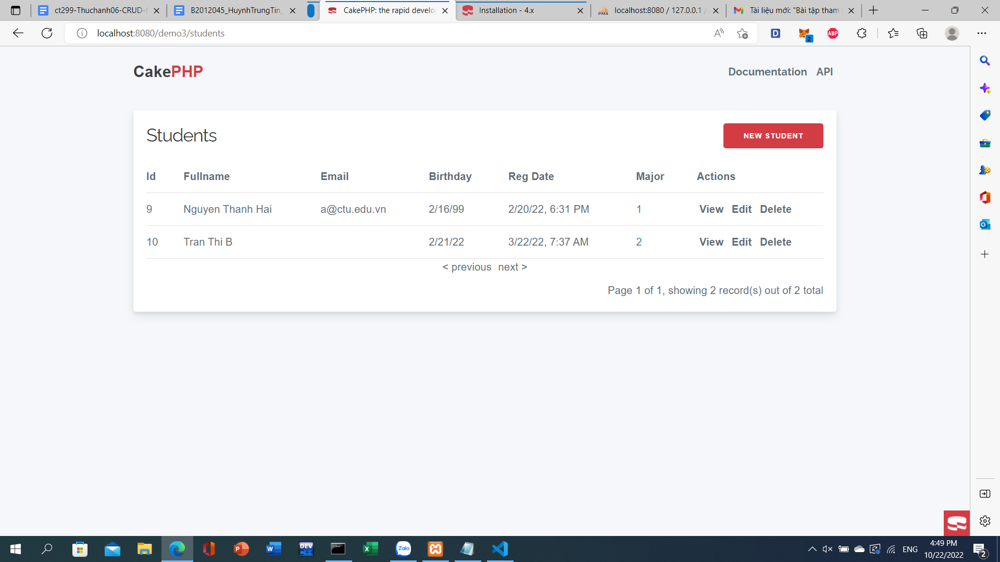 ct299-Thuchanh06-CRUD-f
B2012045_HuynhTrungTin_
CakePHP: the rapid develo
Installation - 4.x
localhost:8080 / 127.0.0.1 /
Tài liệu mới: "Bài tập tham
localhost:8080/demo3/students
D
2
ABP
CakePHP
Documentation API
Students
NEW STUDENT
Id Fullname Email Birthday Reg Date Major Actions
9 Nguyen Thanh Hai a@ctu.edu.vn 2/16/99 2/20/22, 6:31 PM 1 View Edit Delete
10 Tran Thi B 2/21/22 3/22/22, 7:37 AM 2 View Edit Delete
< previous next >
Page 1 of 1, showing 2 record(s) out of 2 total
DEV
Zalo
ENG
4:49 PM
10/22/2022
2